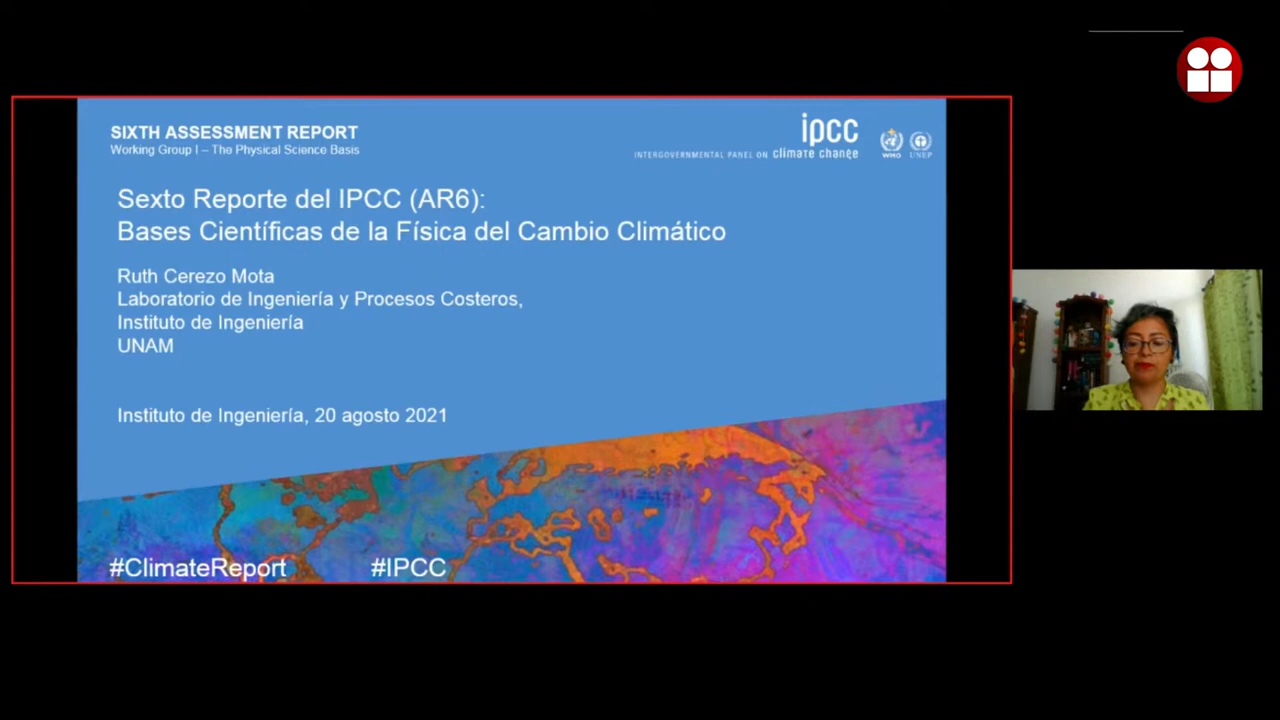 SIXTH ASSESSMENT REPORT
Working Group I – The Physical Science Basis
ipcc
INTERGOVERNMENTAL PANEL ON climate change
WMO
UNEP
Sexto Reporte del IPCC (AR6):
Bases Científicas de la Física del Cambio Climático
Ruth Cerezo Mota
Laboratorio de Ingeniería y Procesos Costeros,
Instituto de Ingeniería
UNAM
Instituto de Ingeniería, 20 agosto 2021
#ClimateReport
#IPCC